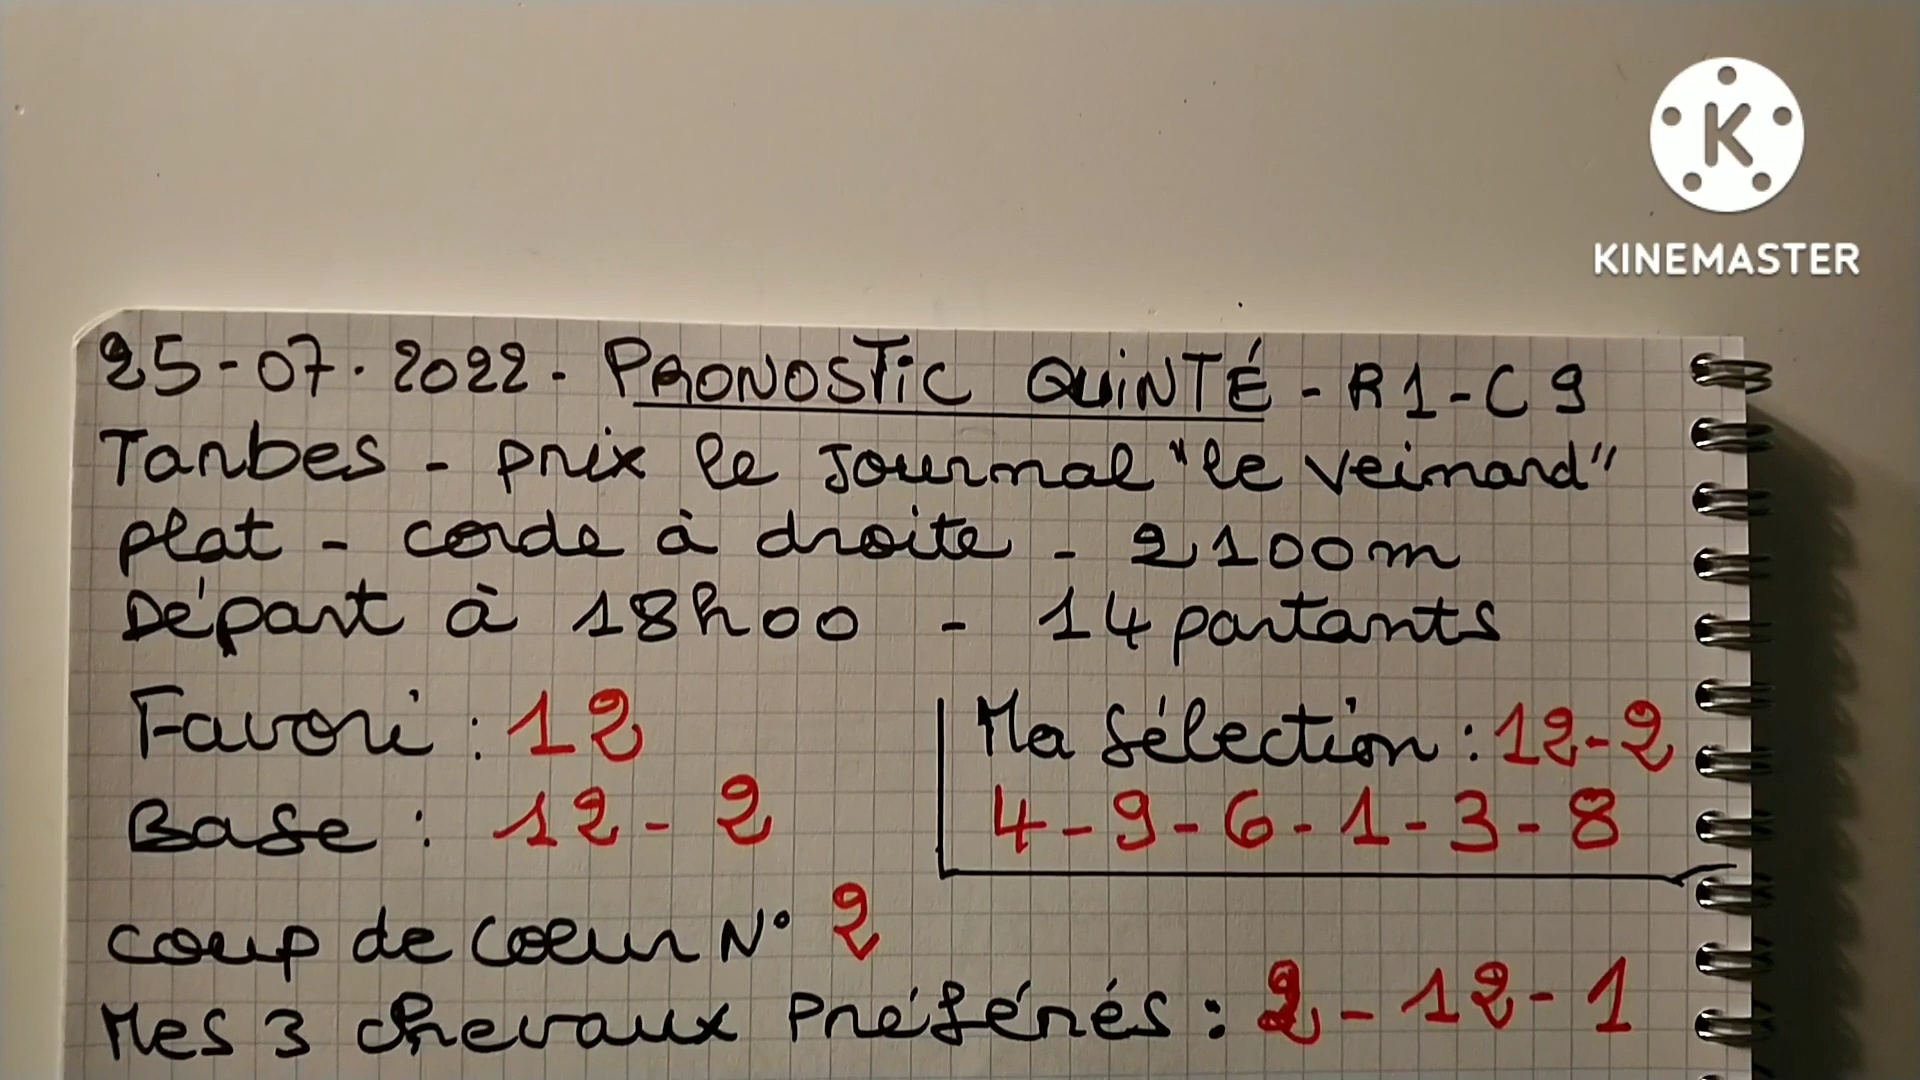 KINEMASTER
25-07.2022. PRONOSTIC QUINTÉ - R1-C9
Tarbes - prix le Journal "le Veinard"
plat - corde à droite - 2100m
Départ à 18h00 - 14 partants
Favori : 12
Base : 12 - 2
Ma sélection : 12-2
4-9-6-1-3-8
coup de coeur N° 2
Mes 3 chevaux préférés : 2-12-1